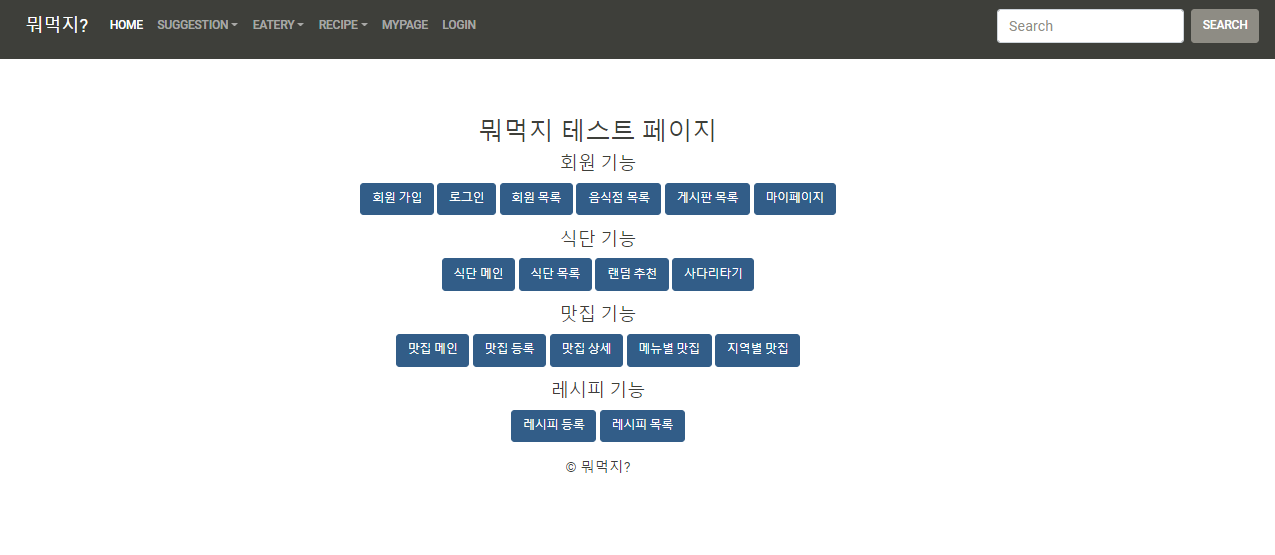 뭐먹지? HOME SUGGESTION EATERY RECIPE MYPAGE LOGIN Search SEARCH
뭐먹지 테스트 페이지
회원 기능
회원 가입 로그인 회원 목록 음식점 목록 게시판 목록 마이페이지
식단 기능
식단 메인 식단 목록 랜덤 추천 사다리타기
맛집 기능
맛집 메인 맛집 등록 맛집 상세 메뉴별 맛집 지역별 맛집
레시피 기능
레시피 등록 레시피 목록
© 뭐먹지?